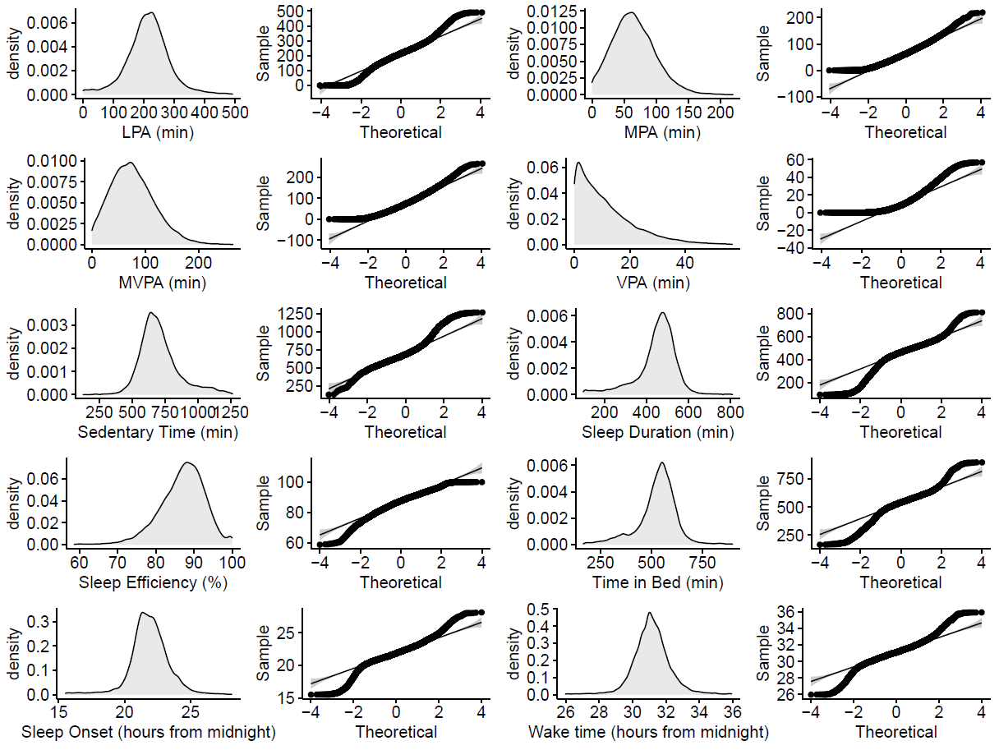 density
0.006
0.004
0.002
0.000
0 100 200 300 400 500
LPA (min)
Sample
500
400
300
200
100
0
−4 −2 0 2 4
Theoretical
density
0.0125
0.0100
0.0075
0.0050
0.0025
0.0000
0 50 100 150 200
MPA (min)
Sample
200
100
0
−100
−4 −2 0 2 4
Theoretical
density
0.0100
0.0075
0.0050
0.0025
0.0000
0 100 200
MVPA (min)
Sample
200
100
0
−100
−4 −2 0 2 4
Theoretical
density
0.06
0.04
0.02
0.00
0 20 40
VPA (min)
Sample
60
40
20
0
−20
−40
−4 −2 0 2 4
Theoretical
density
0.003
0.002
0.001
0.000
250 500 750 1000 1250
Sedentary Time (min)
Sample
1250
1000
750
500
250
−4 −2 0 2 4
Theoretical
density
0.006
0.004
0.002
0.000
200 400 600 800
Sleep Duration (min)
Sample
800
600
400
200
−4 −2 0 2 4
Theoretical
density
0.06
0.04
0.02
0.00
60 70 80 90 100
Sleep Efficiency (%)
Sample
100
80
60
−4 −2 0 2 4
Theoretical
density
0.006
0.004
0.002
0.000
250 500 750
Time in Bed (min)
Sample
750
500
250
−4 −2 0 2 4
Theoretical
density
0.3
0.2
0.1
0.0
15 20 25
Sleep Onset (hours from midnight)
Sample
25
20
15
−4 −2 0 2 4
Theoretical
density
0.5
0.4
0.3
0.2
0.1
0.0
26 28 30 32 34 36
Wake time (hours from midnight)
Sample
36
34
32
30
28
26
−4 −2 0 2 4
Theoretical